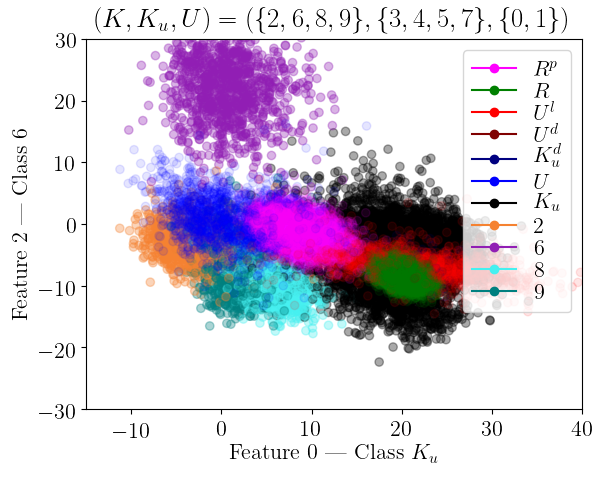 (K, K_u, U) = ({2, 6, 8, 9}, {3, 4, 5, 7}, {0, 1})
30
20
10
0
−10
−20
−30
−10
0
10
20
30
40
Feature 2 — Class 6
Feature 0 — Class K_u
R^p
R
U^l
U^d
K_u^d
U
K_u
2
6
8
9